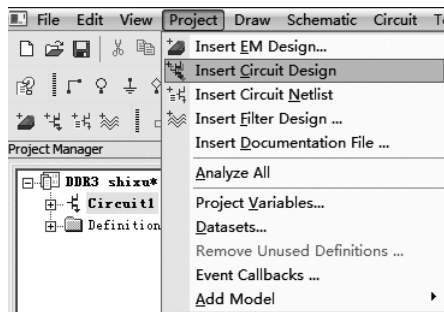 File Edit View Project Draw Schematic Circuit
Insert EM Design...
Insert Circuit Design
Insert Circuit Netlist
Insert Filter Design ...
Insert Documentation File ...
Analyze All
Project Variables...
Datasets...
Remove Unused Definitions ...
Event Callbacks ...
Add Model
Project Manager
DDR3 shixu*
Circuit1
Definition